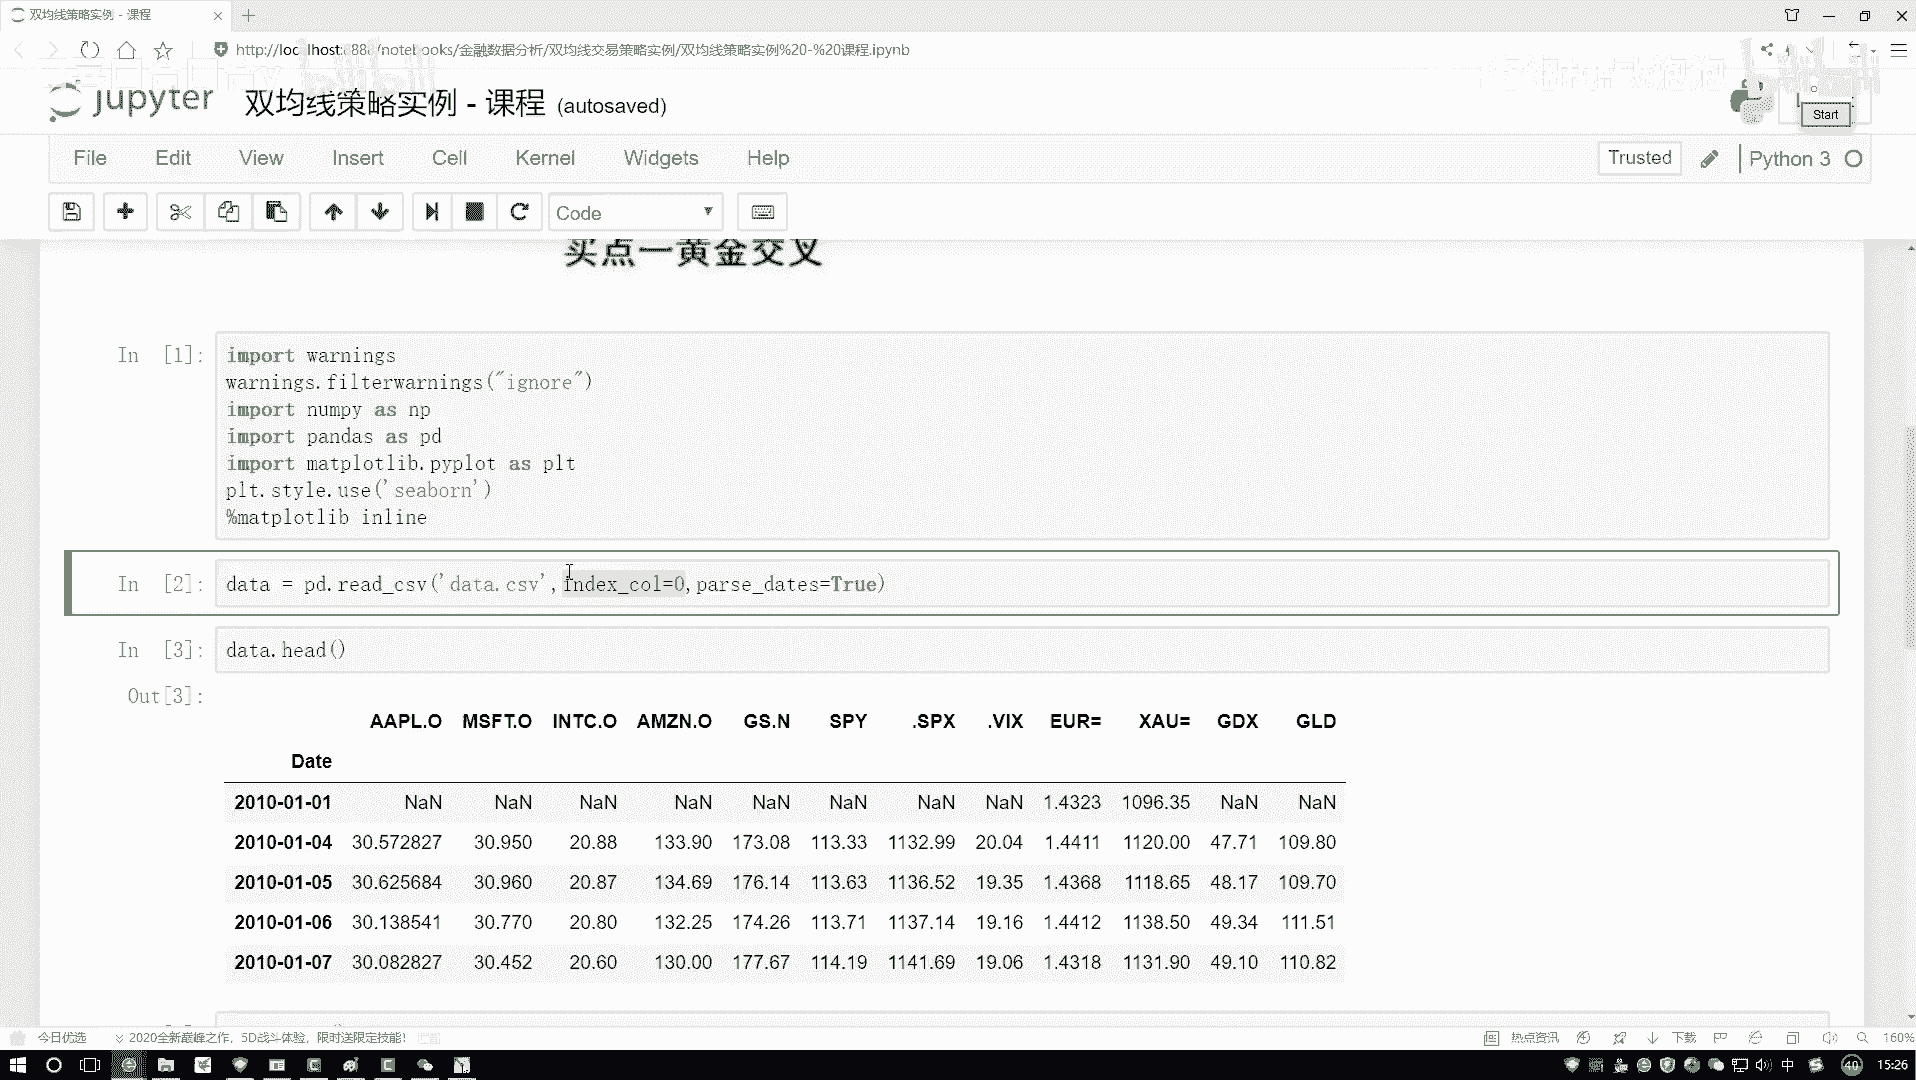 双均线策略实例 - 课程
http://localhost:888/notebooks/金融数据分析/双均线交易策略实例/双均线策略实例%20-%20课程.ipynb
jupyter 双均线策略实例 - 课程 (autosaved)
Start
File Edit View Insert Cell Kernel Widgets Help Trusted Python 3
Code
买点一黄金交叉
In [1]: import warnings
warnings.filterwarnings("ignore")
import numpy as np
import pandas as pd
import matplotlib.pyplot as plt
plt.style.use('seaborn')
%matplotlib inline
In [2]: data = pd.read_csv('data.csv',index_col=0,parse_dates=True)
In [3]: data.head()
Out[3]:
AAPL.O MSFT.O INTC.O AMZN.O GS.N SPY .SPX .VIX EUR= XAU= GDX GLD
Date
2010-01-01 NaN NaN NaN NaN NaN NaN NaN NaN 1.4323 1096.35 NaN NaN
2010-01-04 30.572827 30.950 20.88 133.90 173.08 113.33 1132.99 20.04 1.4411 1120.00 47.71 109.80
2010-01-05 30.625684 30.960 20.87 134.69 176.14 113.63 1136.52 19.35 1.4368 1118.65 48.17 109.70
2010-01-06 30.138541 30.770 20.80 132.25 174.26 113.71 1137.14 19.16 1.4412 1138.50 49.34 111.51
2010-01-07 30.082827 30.452 20.60 130.00 177.67 114.19 1141.69 19.06 1.4318 1131.90 49.10 110.82
今日优选 2020全新巅峰之作，5D战斗体验，限时送限定技能！ 热点资讯 下载 160%
中 40 15:26